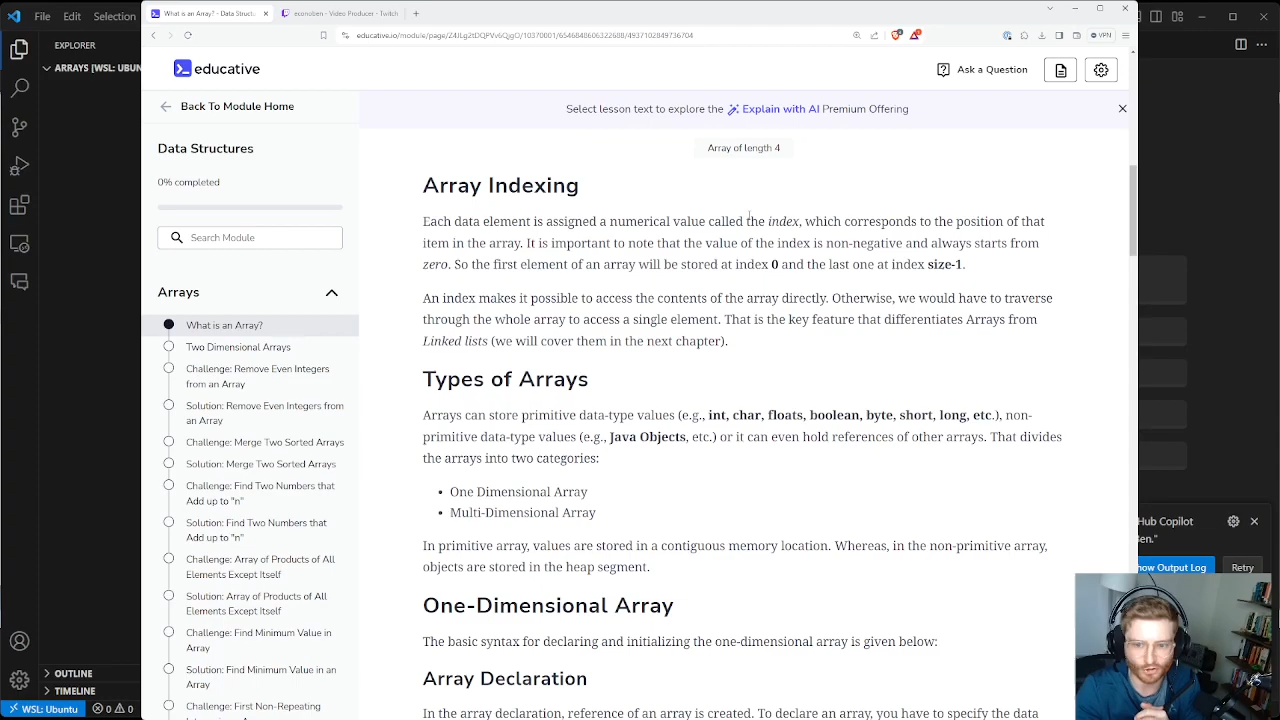 File Edit Selection
EXPLORER
ARRAYS [WSL: UBUN
OUTLINE
TIMELINE
WSL: Ubuntu 0 0
What is an Array? - Data Struct
econoben - Video Producer - Twitch
educative.io/module/page/
VPN
educative
Ask a Question
Back To Module Home
Select lesson text to explore the Explain with AI Premium Offering
Data Structures
0% completed
Search Module
Arrays
What is an Array?
Two Dimensional Arrays
Challenge: Remove Even Integers
from an Array
Solution: Remove Even Integers from
an Array
Challenge: Merge Two Sorted Arrays
Solution: Merge Two Sorted Arrays
Challenge: Find Two Numbers that
Add up to "n"
Solution: Find Two Numbers that
Add up to "n"
Challenge: Array of Products of All
Elements Except Itself
Solution: Array of Products of All
Elements Except Itself
Challenge: Find Minimum Value in
Array
Solution: Find Minimum Value in an
Array
Challenge: First Non-Repeating
Array of length 4
Array Indexing
Each data element is assigned a numerical value called the index, which corresponds to the position of that
item in the array. It is important to note that the value of the index is non-negative and always starts from
zero. So the first element of an array will be stored at index 0 and the last one at index size-1.
An index makes it possible to access the contents of the array directly. Otherwise, we would have to traverse
through the whole array to access a single element. That is the key feature that differentiates Arrays from
Linked lists (we will cover them in the next chapter).
Types of Arrays
Arrays can store primitive data-type values (e.g., int, char, floats, boolean, byte, short, long, etc.), non-
primitive data-type values (e.g., Java Objects, etc.) or it can even hold references of other arrays. That divides
the arrays into two categories:
• One Dimensional Array
• Multi-Dimensional Array
In primitive array, values are stored in a contiguous memory location. Whereas, in the non-primitive array,
objects are stored in the heap segment.
One-Dimensional Array
The basic syntax for declaring and initializing the one-dimensional array is given below:
Array Declaration
In the array declaration, reference of an array is created. To declare an array, you have to specify the data
Hub Copilot
Ben."
how Output Log
Retry